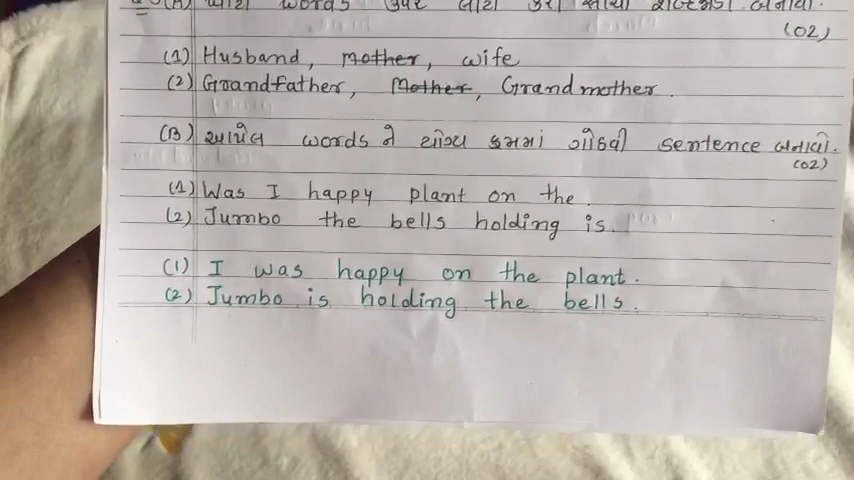 words ઉપર
(02)
(1) Husband, mother, wife
(2) Grandfather, Mother, Grandmother.
(B) આપેલ words ને યોગ્ય ક્રમમાં ગોઠવી sentence બનાવો.
(02)
(1) Was I happy plant on the.
(2) Jumbo the bells holding is.
(1) I was happy on the plant.
(2) Jumbo is holding the bells.